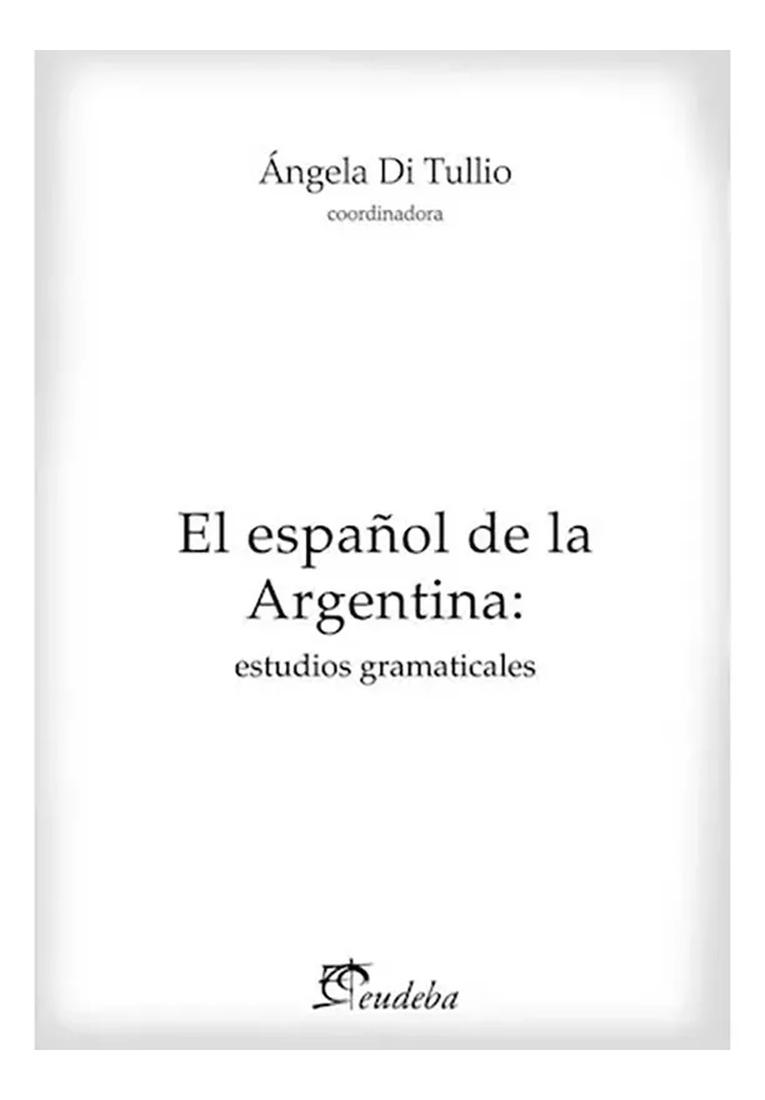 Ángela Di Tullio
coordinadora
El español de la
Argentina:
estudios gramaticales
eudeba